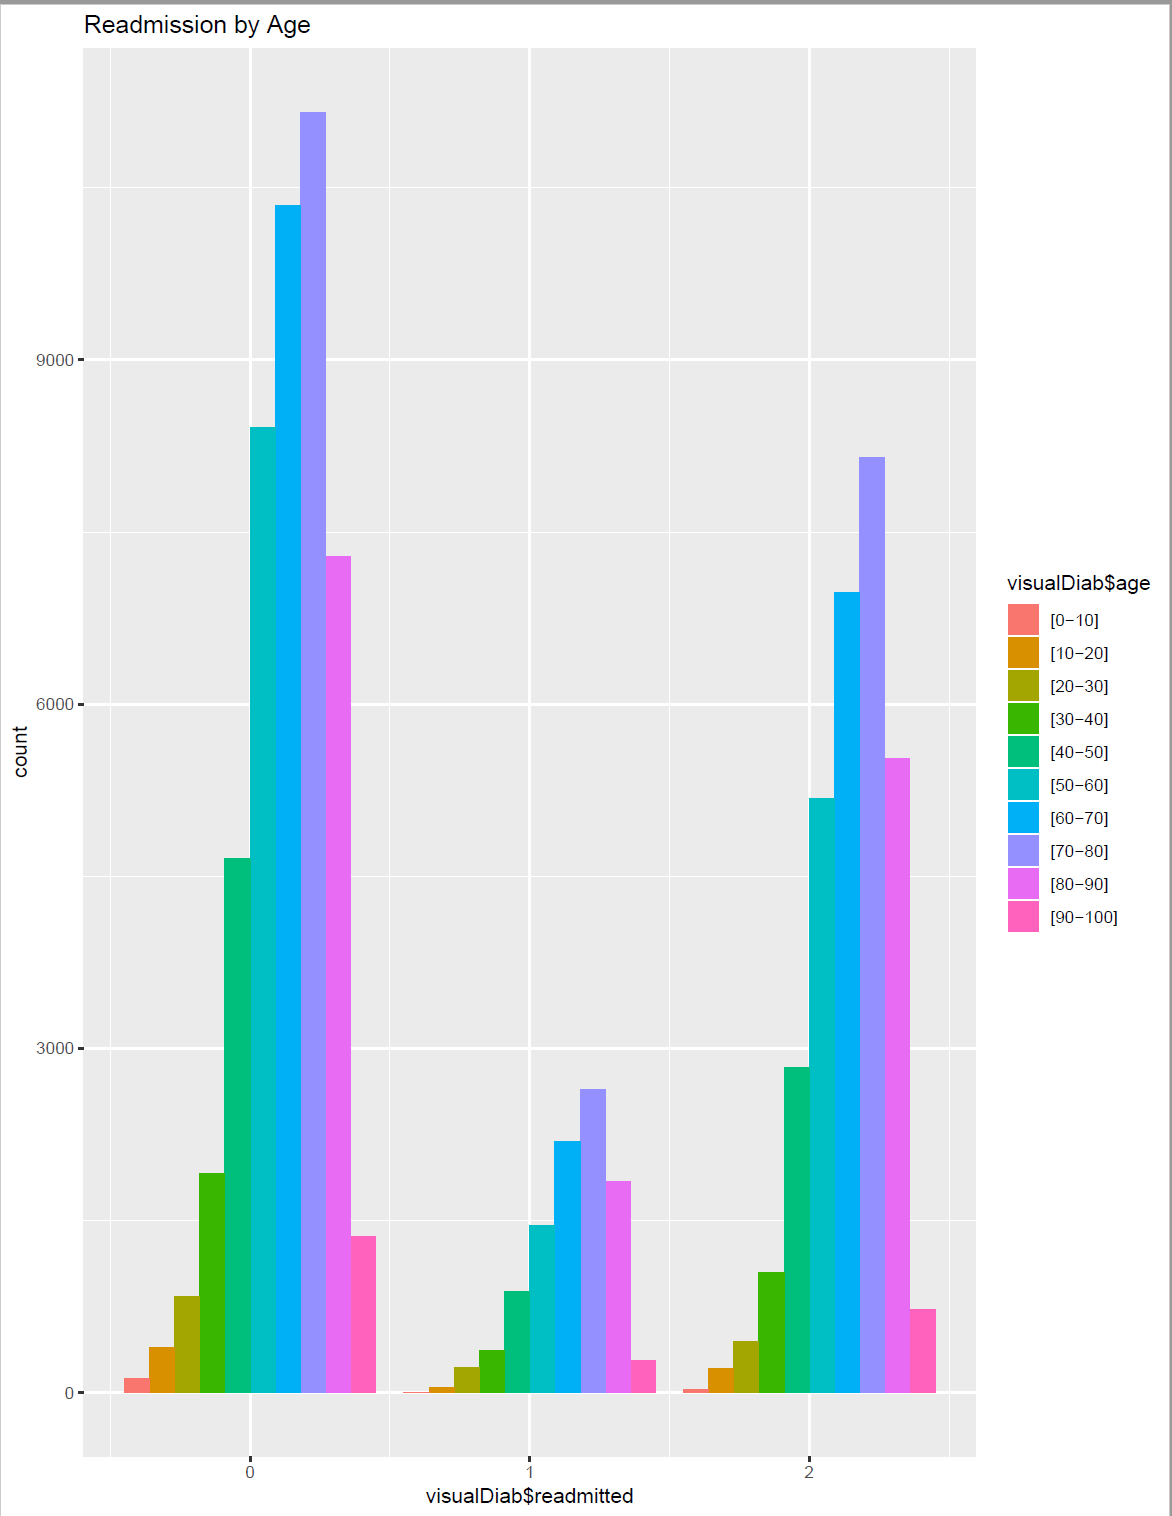 Readmission by Age
9000
6000
3000
0
count
0 1 2
visualDiab$readmitted
visualDiab$age
[0−10]
[10−20]
[20−30]
[30−40]
[40−50]
[50−60]
[60−70]
[70−80]
[80−90]
[90−100]